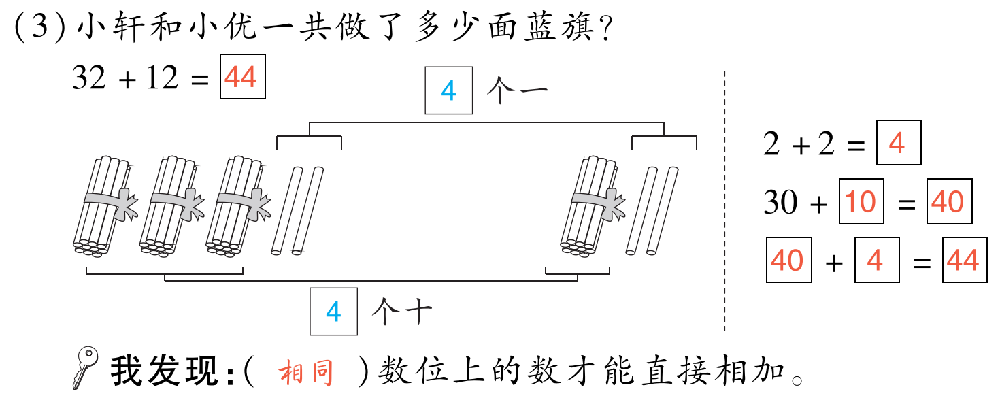 (3)小轩和小优一共做了多少面蓝旗?
32 + 12 = 44
4 个一
4 个十
2 + 2 = 4
30 + 10 = 40
40 + 4 = 44
我发现:( 相同 )数位上的数才能直接相加。